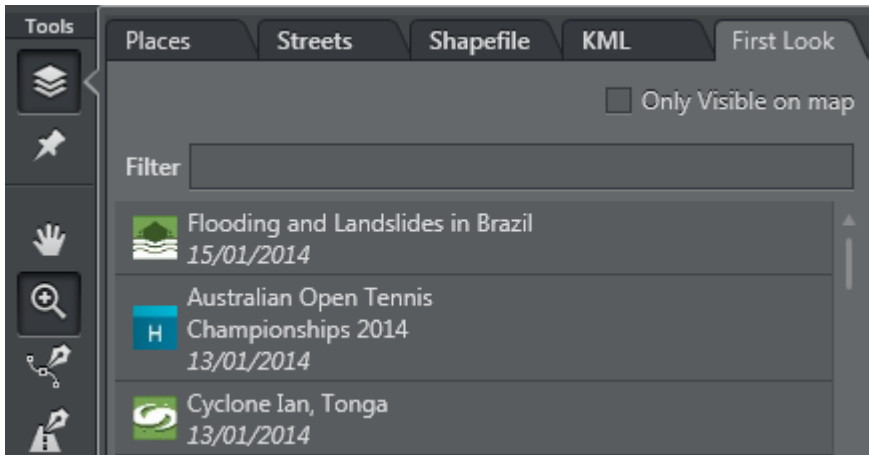 Tools
Places Streets Shapefile KML First Look
Only Visible on map
Filter
Flooding and Landslides in Brazil
15/01/2014
Australian Open Tennis
H Championships 2014
13/01/2014
Cyclone Ian, Tonga
13/01/2014